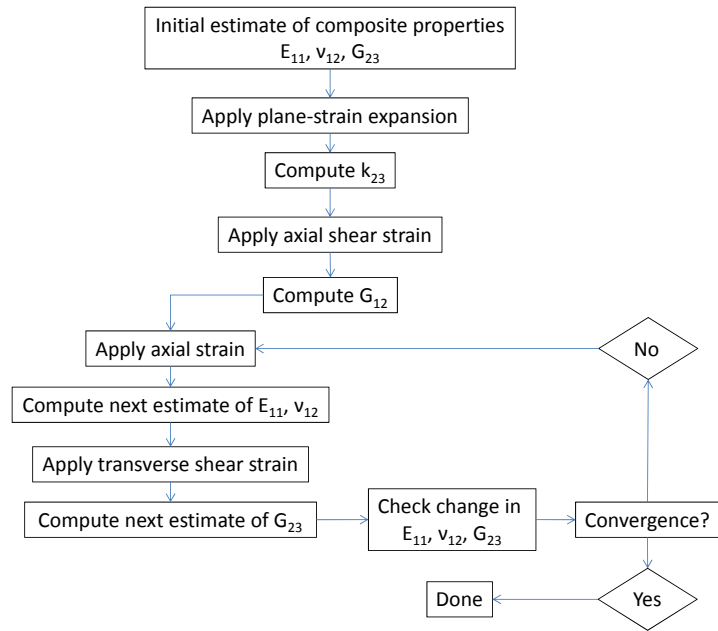 Initial estimate of composite properties
E₁₁, ν₁₂, G₂₃
Apply plane-strain expansion
Compute k₂₃
Apply axial shear strain
Compute G₁₂
Apply axial strain
No
Compute next estimate of E₁₁, ν₁₂
Apply transverse shear strain
Compute next estimate of G₂₃
Check change in
E₁₁, ν₁₂, G₂₃
Convergence?
Done
Yes